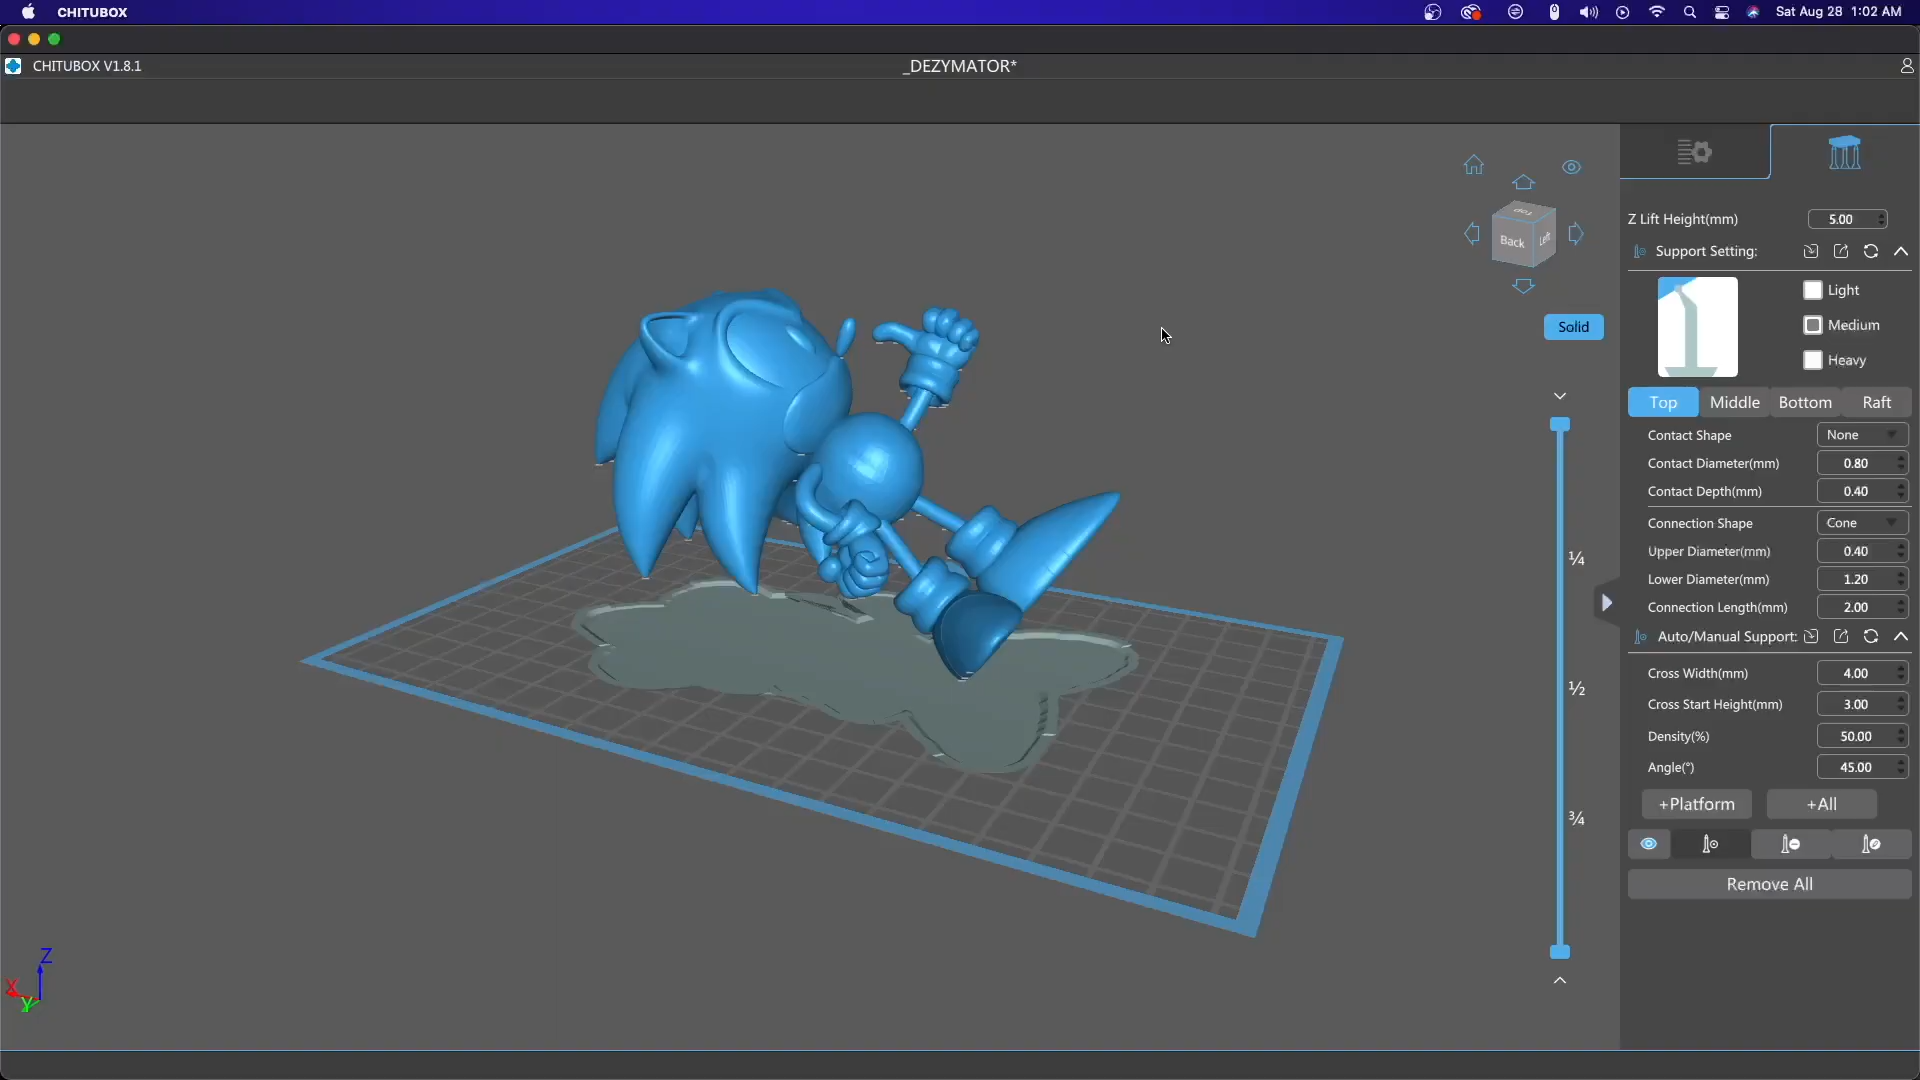 CHITUBOX
Sat Aug 28 1:02 AM
CHITUBOX V1.8.1
_DEZYMATOR*
Top
Back
Left
Solid
¼
½
¾
Z Lift Height(mm) 5.00
Support Setting:
Light
Medium
Heavy
Top Middle Bottom Raft
Contact Shape None
Contact Diameter(mm) 0.80
Contact Depth(mm) 0.40
Connection Shape Cone
Upper Diameter(mm) 0.40
Lower Diameter(mm) 1.20
Connection Length(mm) 2.00
Auto/Manual Support:
Cross Width(mm) 4.00
Cross Start Height(mm) 3.00
Density(%) 50.00
Angle(°) 45.00
+Platform +All
Remove All
Z
X
Y